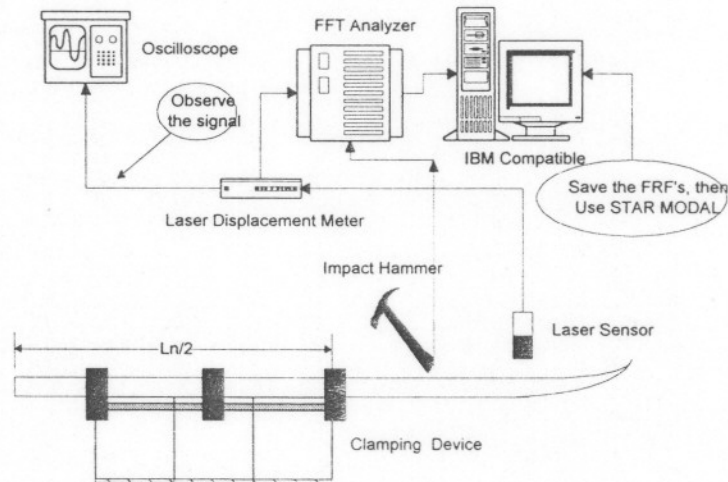 FFT Analyzer
Oscilloscope
Observe
the signal
IBM Compatible
Save the FRF's, then
Use STAR MODAL
Laser Displacement Meter
Impact Hammer
Laser Sensor
Ln/2
Clamping Device